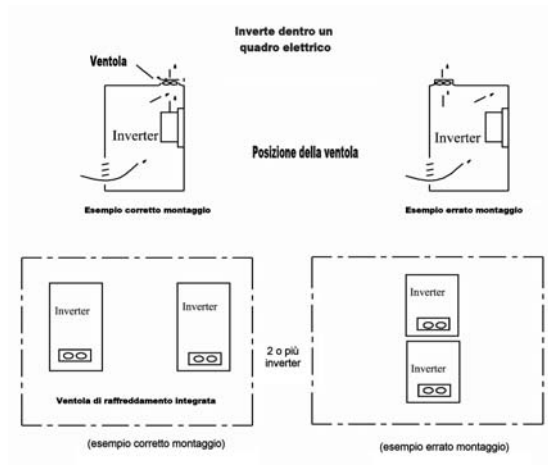 Inverte dentro un
quadro elettrico
Ventola
Inverter
Inverter
Posizione della ventola
Esempio corretto montaggio
Esempio errato montaggio
Inverter
Inverter
Inverter
2 o più
inverter
Inverter
Ventola di raffreddamento integrata
(esempio corretto montaggio)
(esempio errato montaggio)